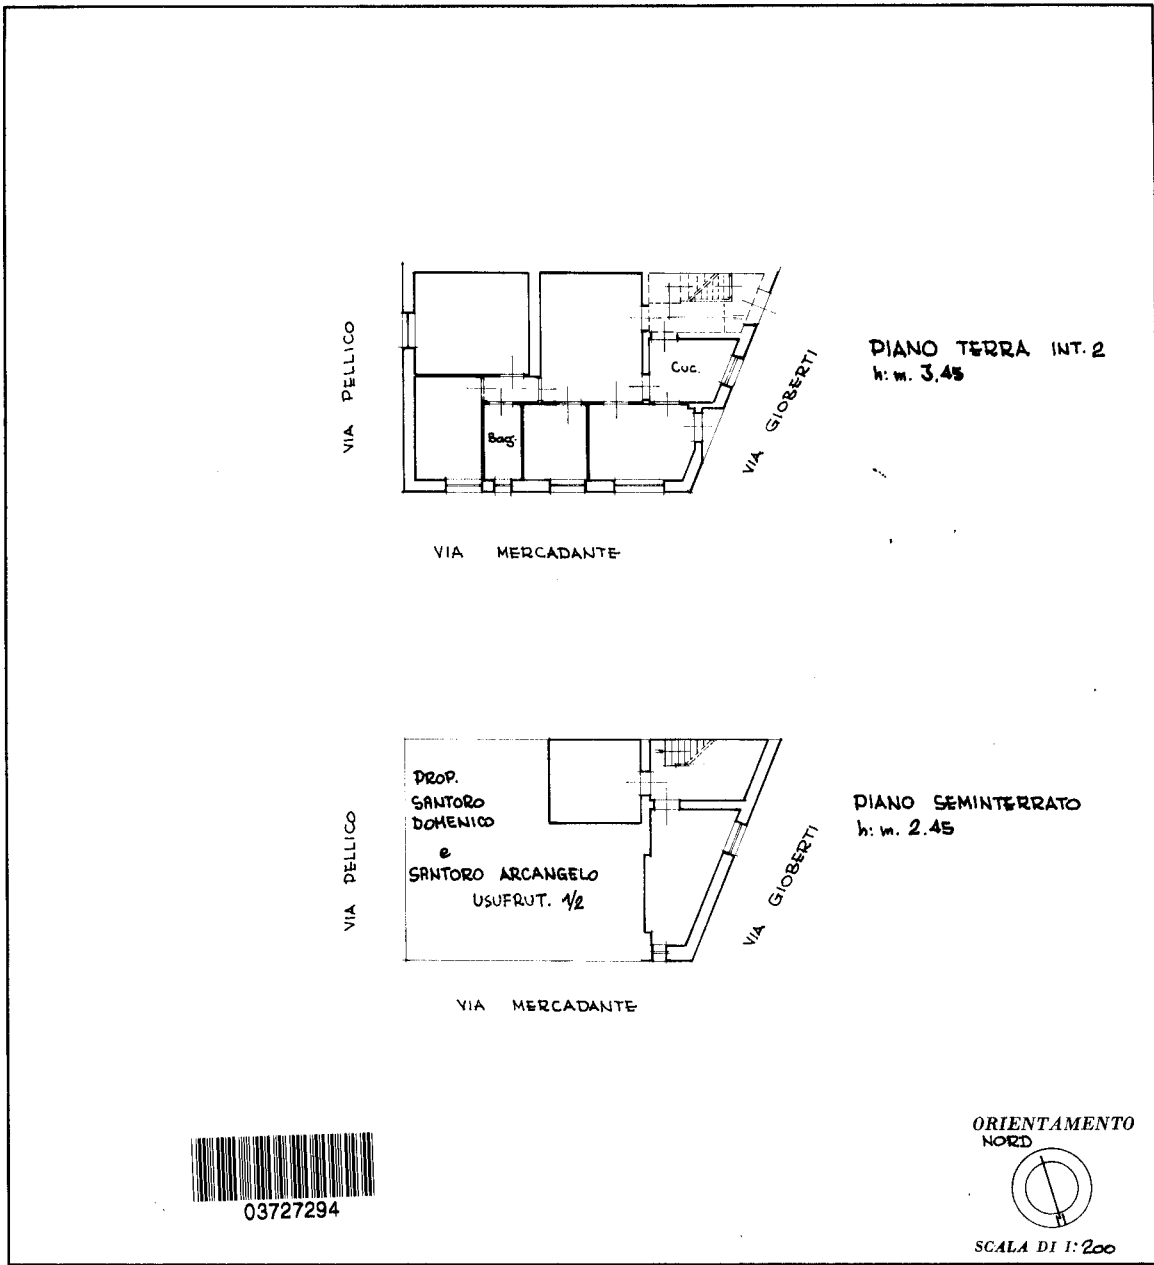 VIA PELLICO
Cuc.
Bag.
VIA GIOBERTI
PIANO TERRA INT. 2
h: m. 3,45
VIA MERCADANTE
PROP.
SANTORO
DOMENICO
e
SANTORO ARCANGELO
USUFRUT. 1/2
VIA PELLICO
VIA GIOBERTI
PIANO SEMINTERRATO
h: m. 2.45
VIA MERCADANTE
03727294
ORIENTAMENTO
NORD
SCALA DI 1:200